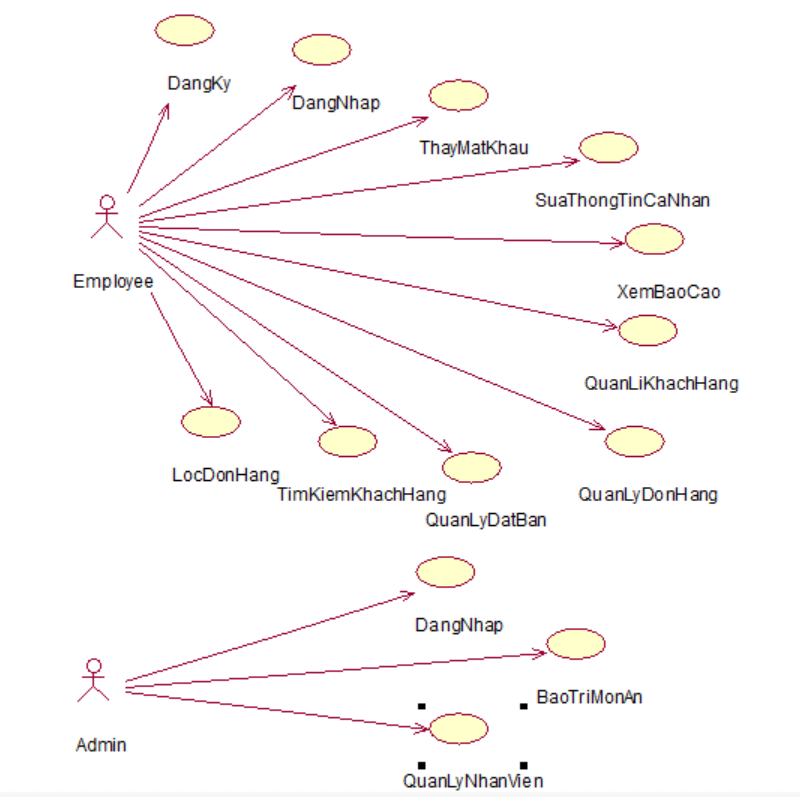 DangKy
DangNhap
ThayMatKhau
SuaThongTinCaNhan
Employee
XemBaoCao
QuanLiKhachHang
LocDonHang
TimKiemKhachHang
QuanLyDonHang
QuanLyDatBan
DangNhap
BaoTriMonAn
Admin
QuanLyNhanVien